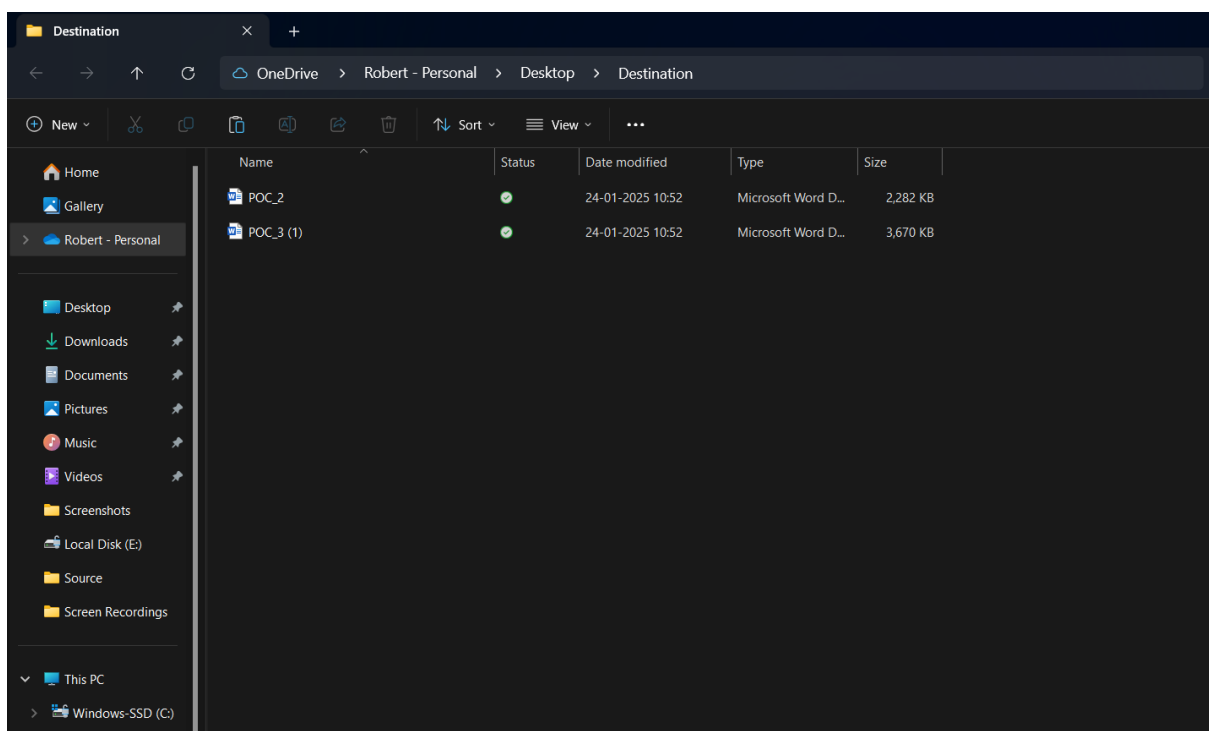 Destination
OneDrive > Robert - Personal > Desktop > Destination
New Sort View ...
Name Status Date modified Type Size
POC_2 24-01-2025 10:52 Microsoft Word D... 2,282 KB
POC_3 (1) 24-01-2025 10:52 Microsoft Word D... 3,670 KB
Home
Gallery
Robert - Personal
Desktop
Downloads
Documents
Pictures
Music
Videos
Screenshots
Local Disk (E:)
Source
Screen Recordings
This PC
Windows-SSD (C:)